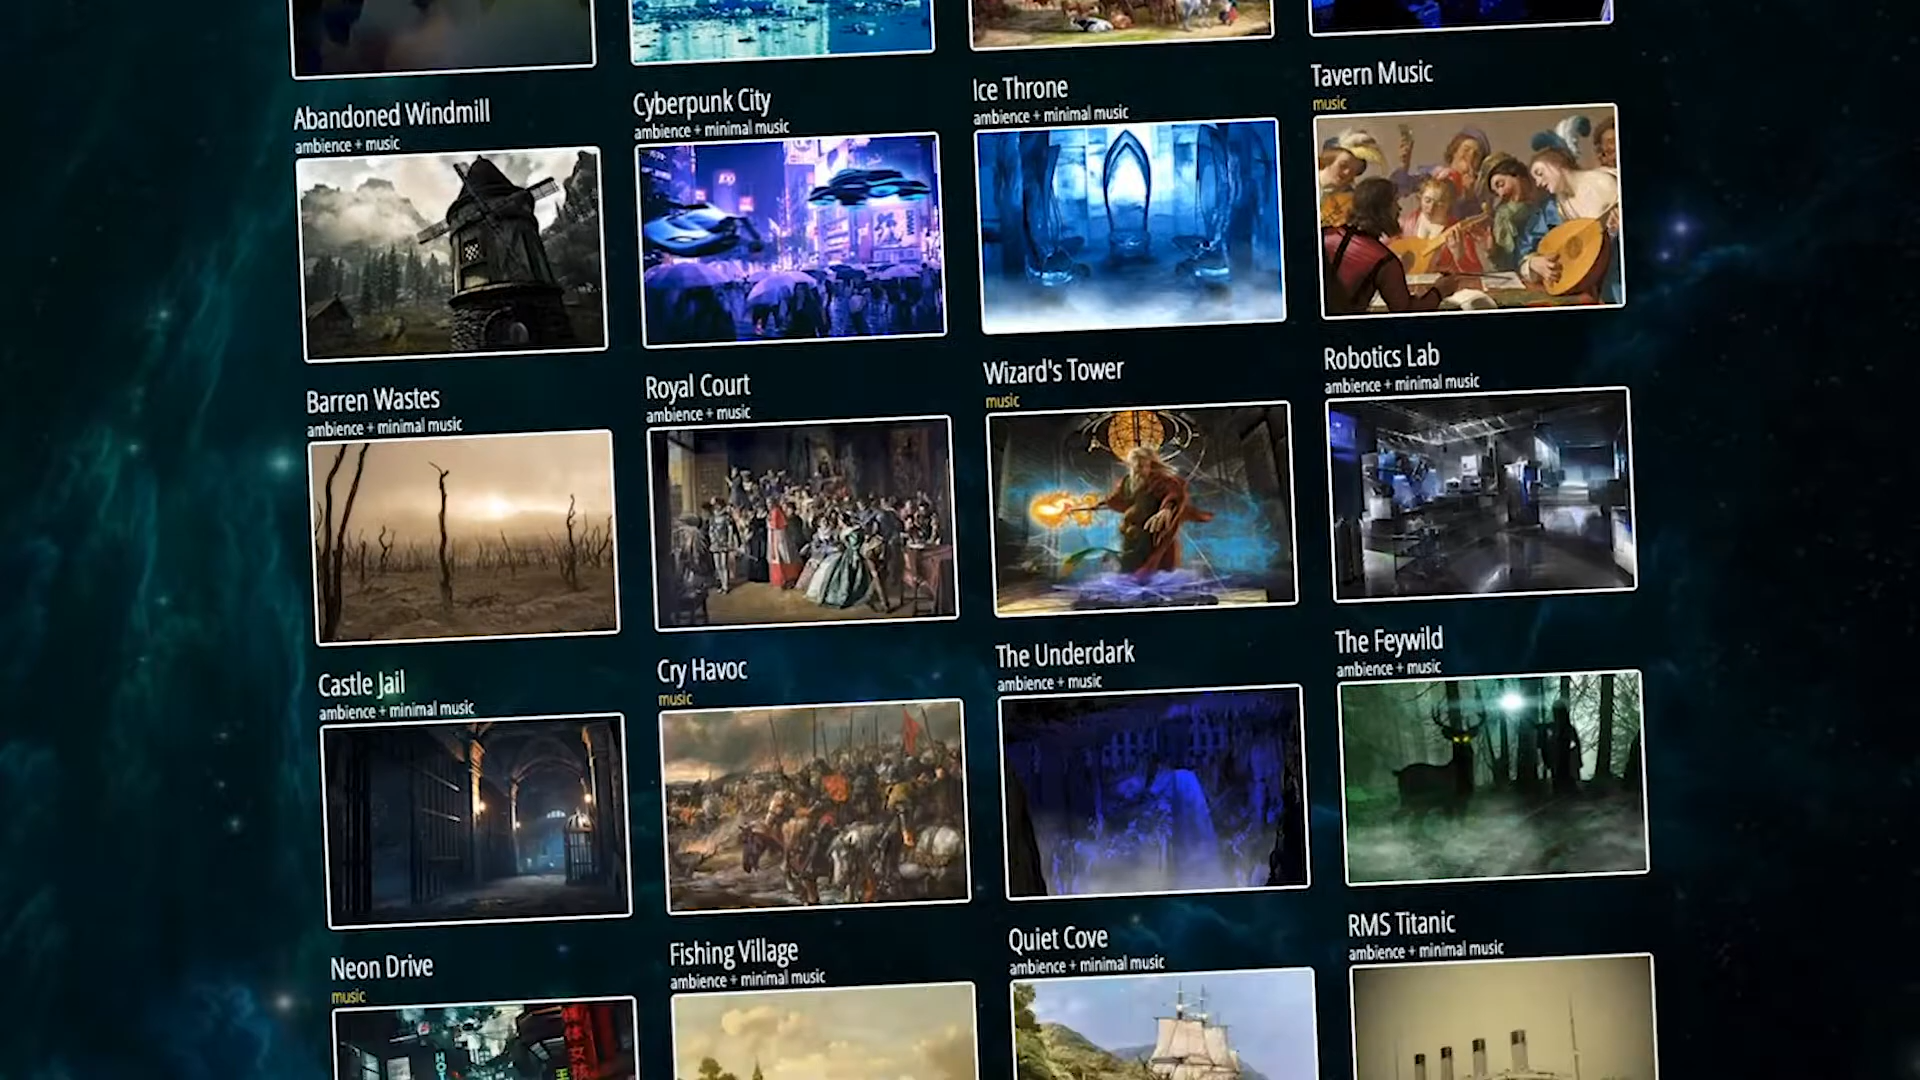 Abandoned Windmill
ambience + music
Cyberpunk City
ambience + minimal music
Ice Throne
ambience + minimal music
Tavern Music
music
Barren Wastes
ambience + minimal music
Royal Court
ambience + music
Wizard's Tower
music
Robotics Lab
ambience + minimal music
Castle Jail
ambience + minimal music
Cry Havoc
music
The Underdark
ambience + music
The Feywild
ambience + music
Neon Drive
music
Fishing Village
ambience + minimal music
Quiet Cove
ambience + minimal music
RMS Titanic
ambience + minimal music